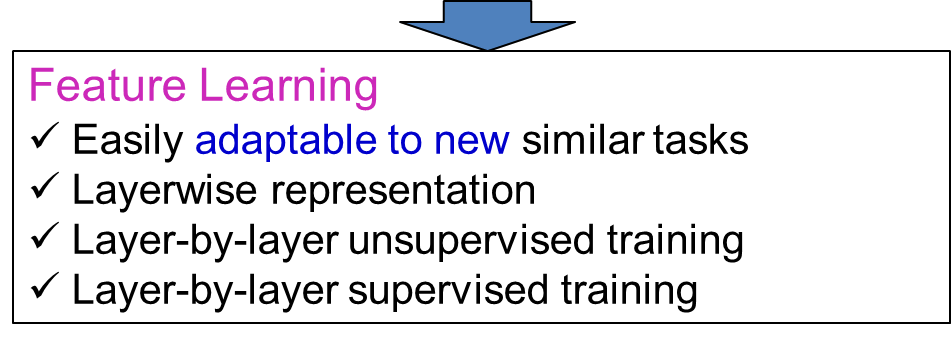 Feature Learning
✓ Easily adaptable to new similar tasks
✓ Layerwise representation
✓ Layer-by-layer unsupervised training
✓ Layer-by-layer supervised training